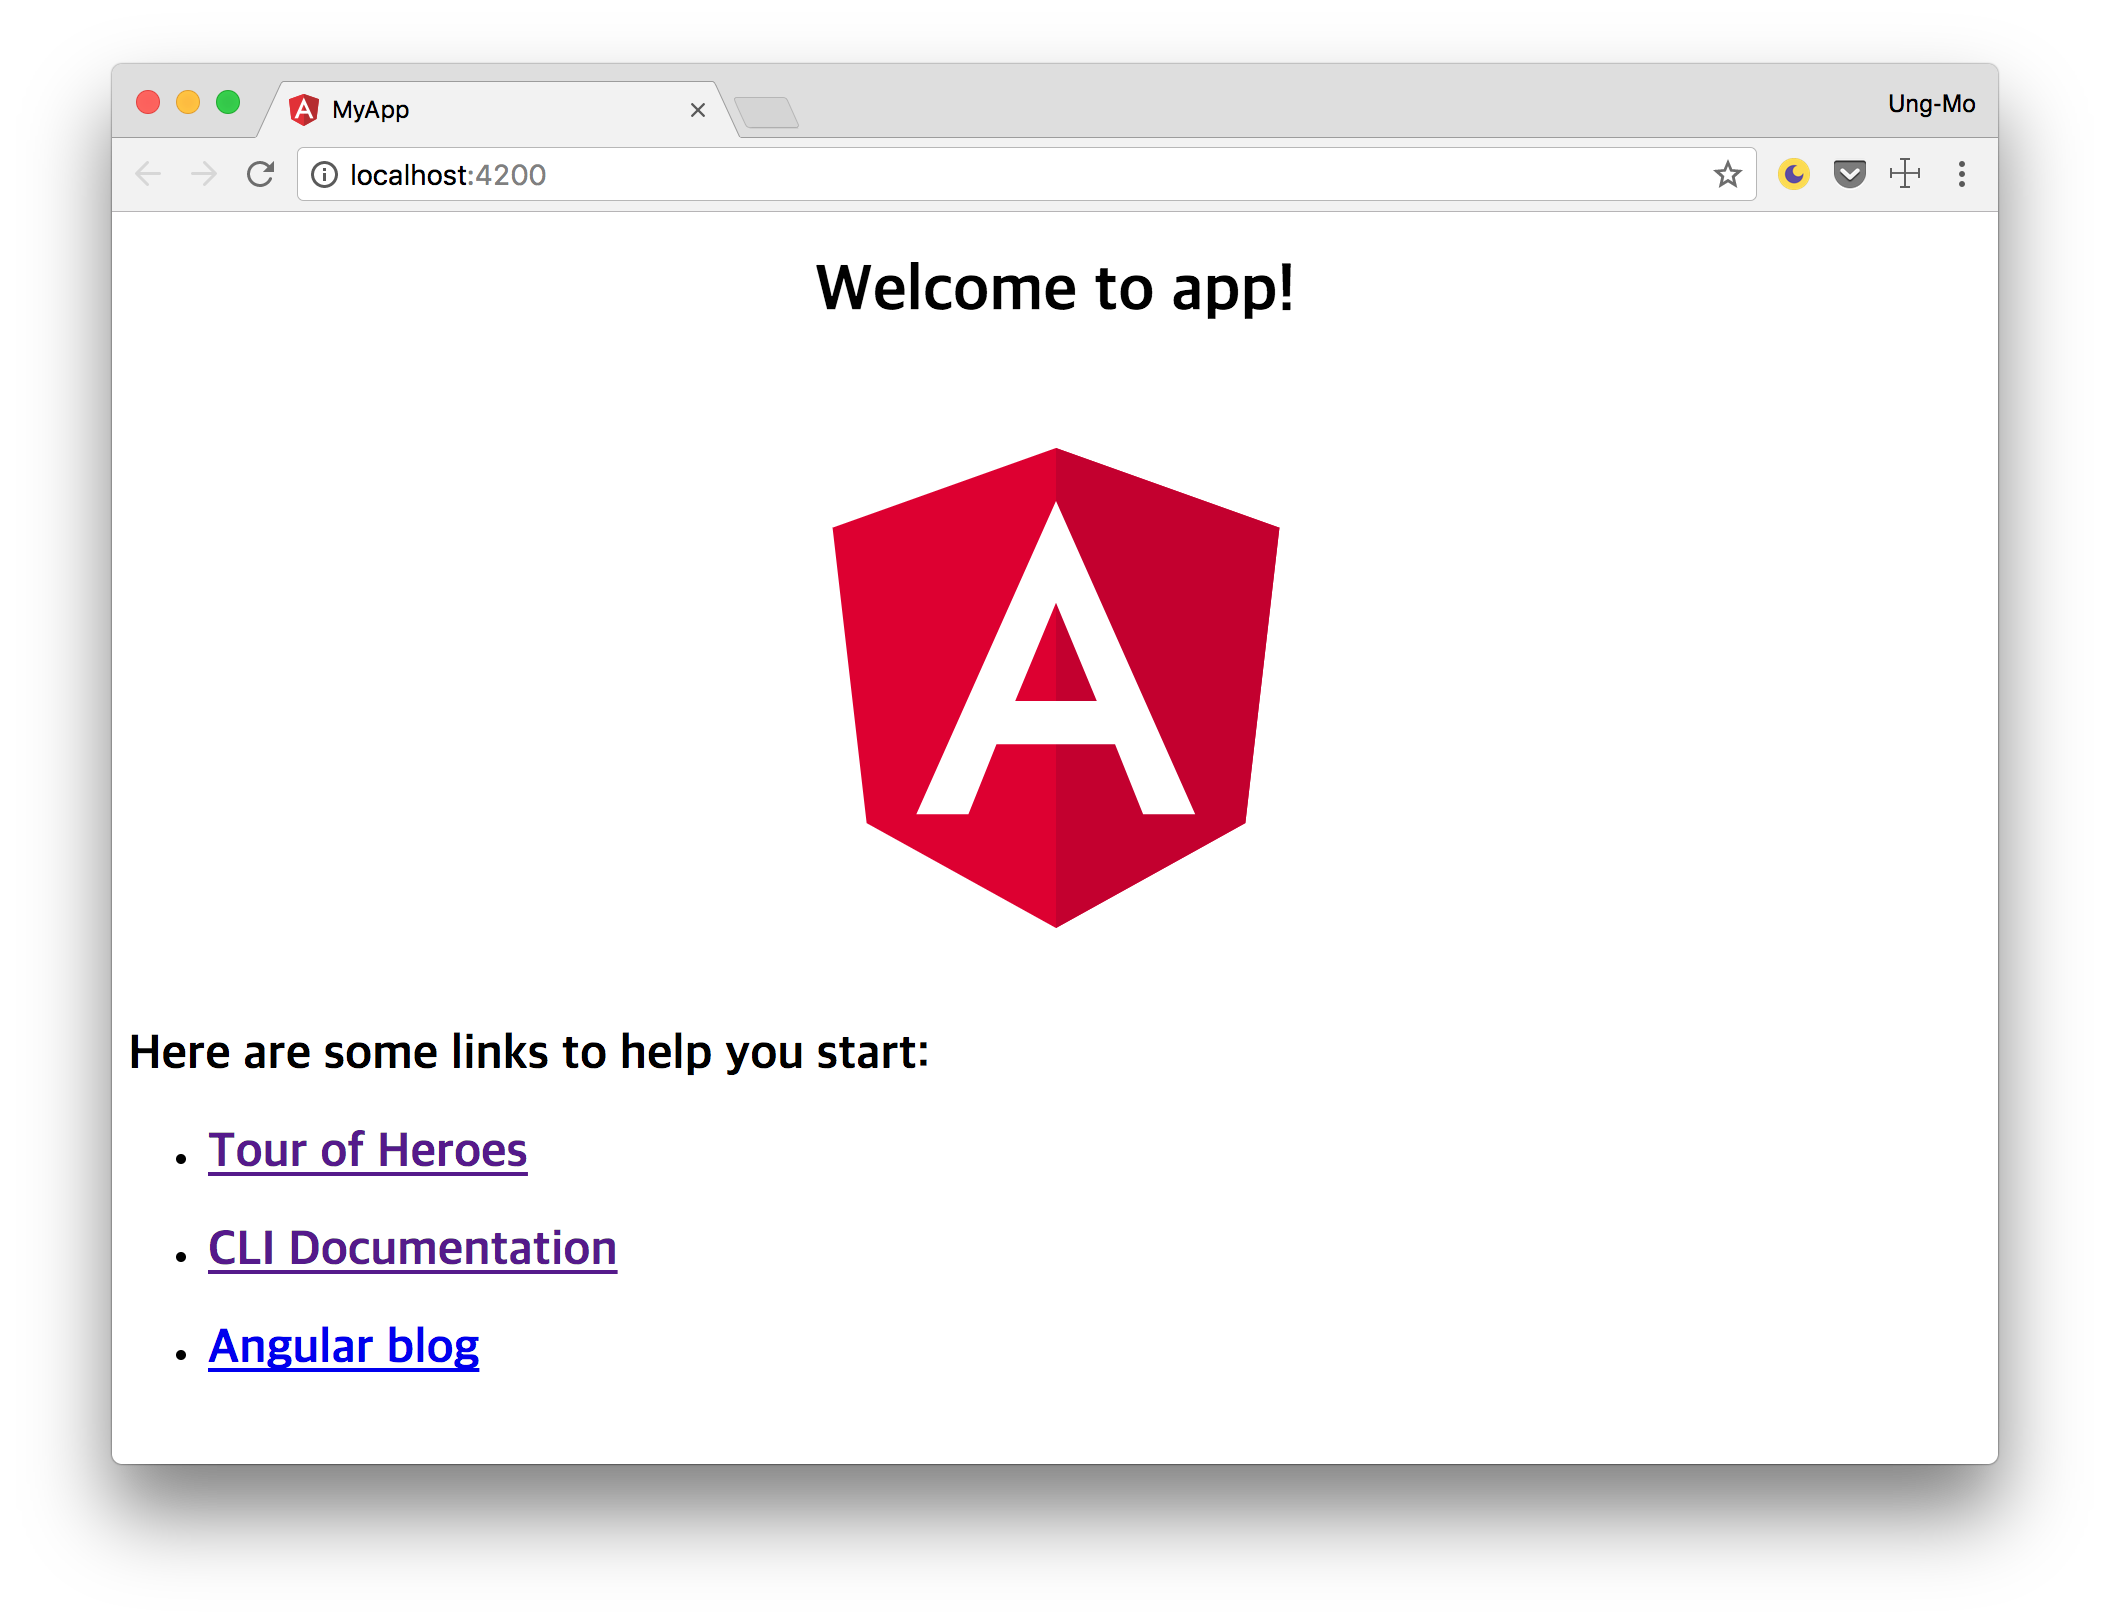 MyApp
Ung-Mo
localhost:4200
Welcome to app!
A
Here are some links to help you start:
Tour of Heroes
CLI Documentation
Angular blog